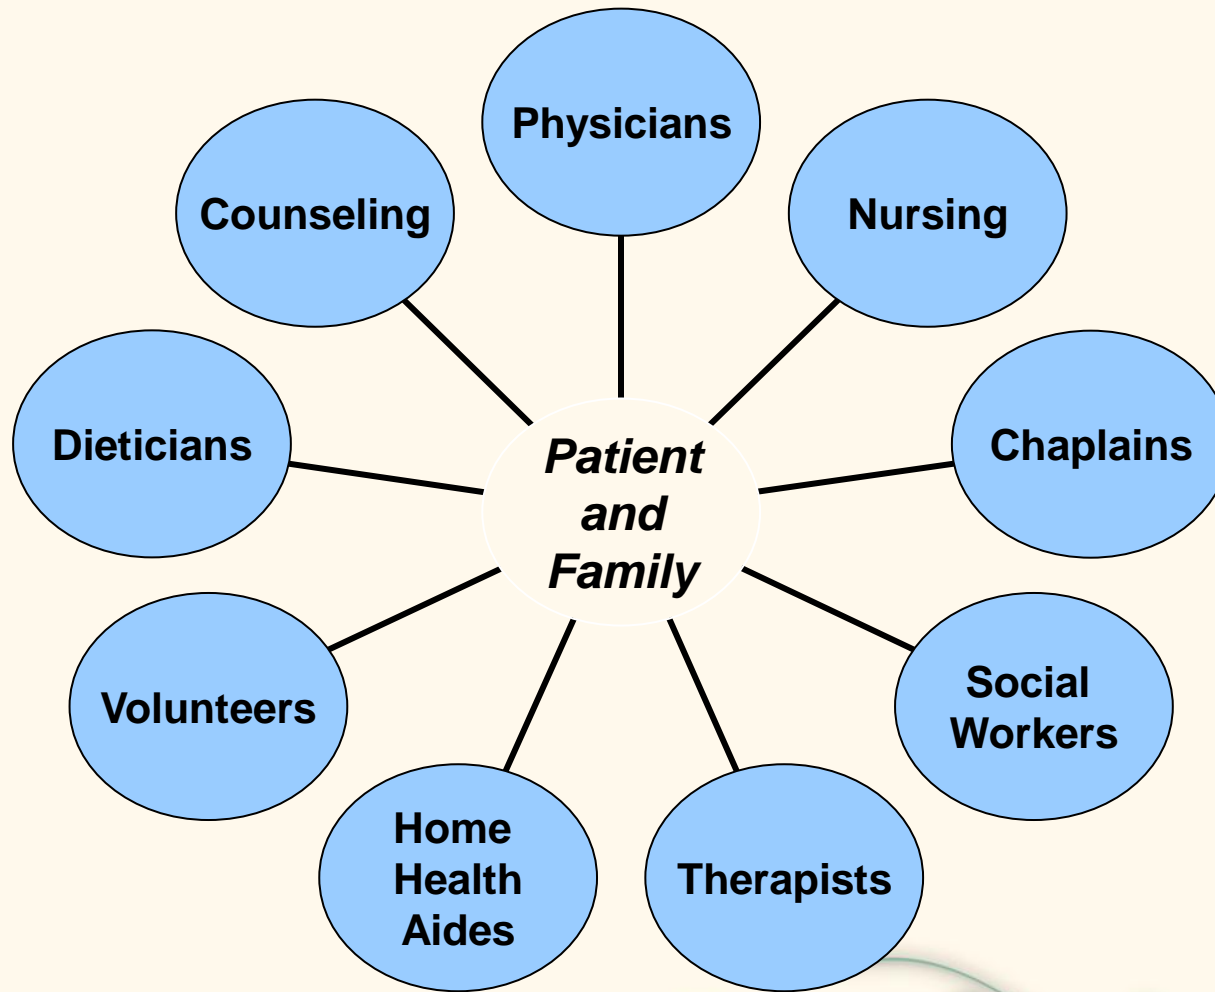 Physicians
Counseling
Nursing
Dieticians
Patient
and
Family
Chaplains
Volunteers
Social
Workers
Home
Health
Aides
Therapists